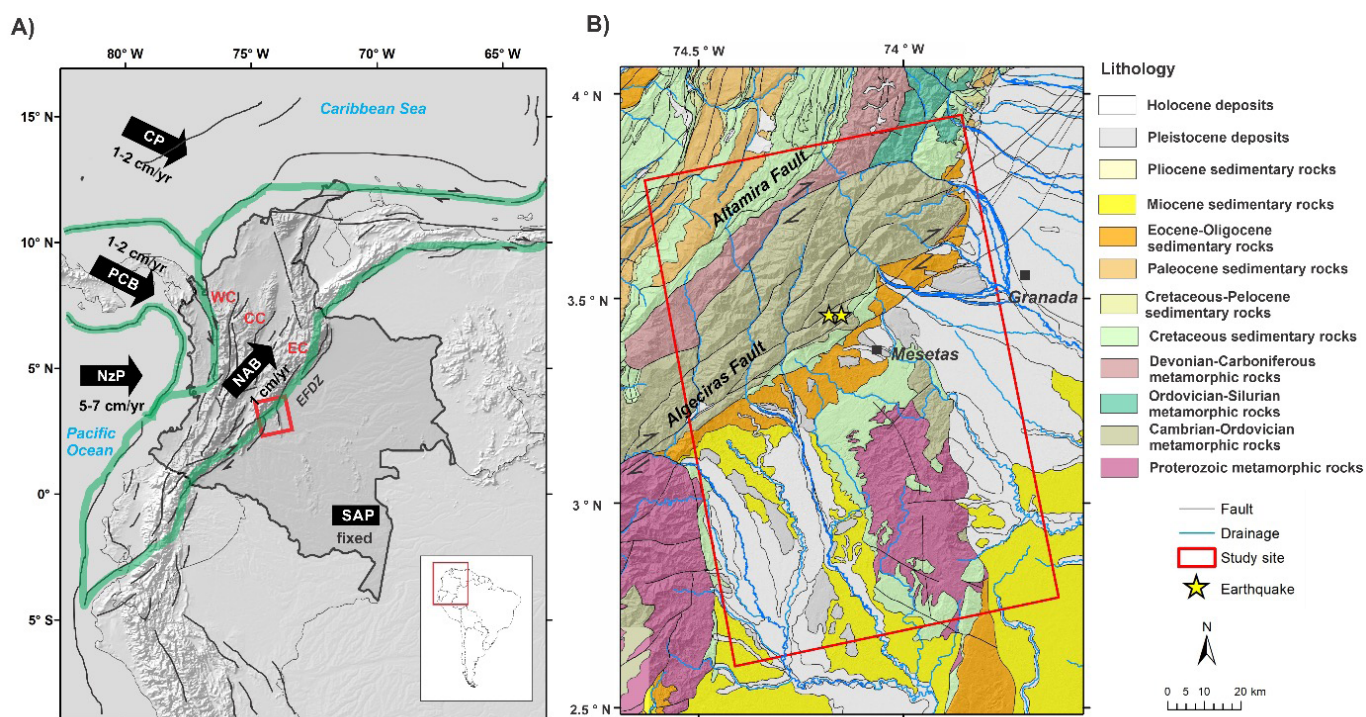 A)
80° W
75° W
70° W
65° W
15° N
10° N
5° N
0°
5° S
Caribbean Sea
CP
1-2 cm/yr
1-2 cm/yr
PCB
WC
CC
EC
NAB
1 cm/yr
EFDZ
NzP
5-7 cm/yr
Pacific
Ocean
SAP
fixed
B)
74.5 ° W
74° W
4° N
3.5° N
3° N
2.5° N
Altamira Fault
Algeciras Fault
Granada
Mesetas
Lithology
Holocene deposits
Pleistocene deposits
Pliocene sedimentary rocks
Miocene sedimentary rocks
Eocene-Oligocene
sedimentary rocks
Paleocene sedimentary rocks
Cretaceous-Pelocene
sedimentary rocks
Cretaceous sedimentary rocks
Devonian-Carboniferous
metamorphic rocks
Ordovician-Silurian
metamorphic rocks
Cambrian-Ordovician
metamorphic rocks
Proterozoic metamorphic rocks
Fault
Drainage
Study site
Earthquake
N
0 5 10 20 km